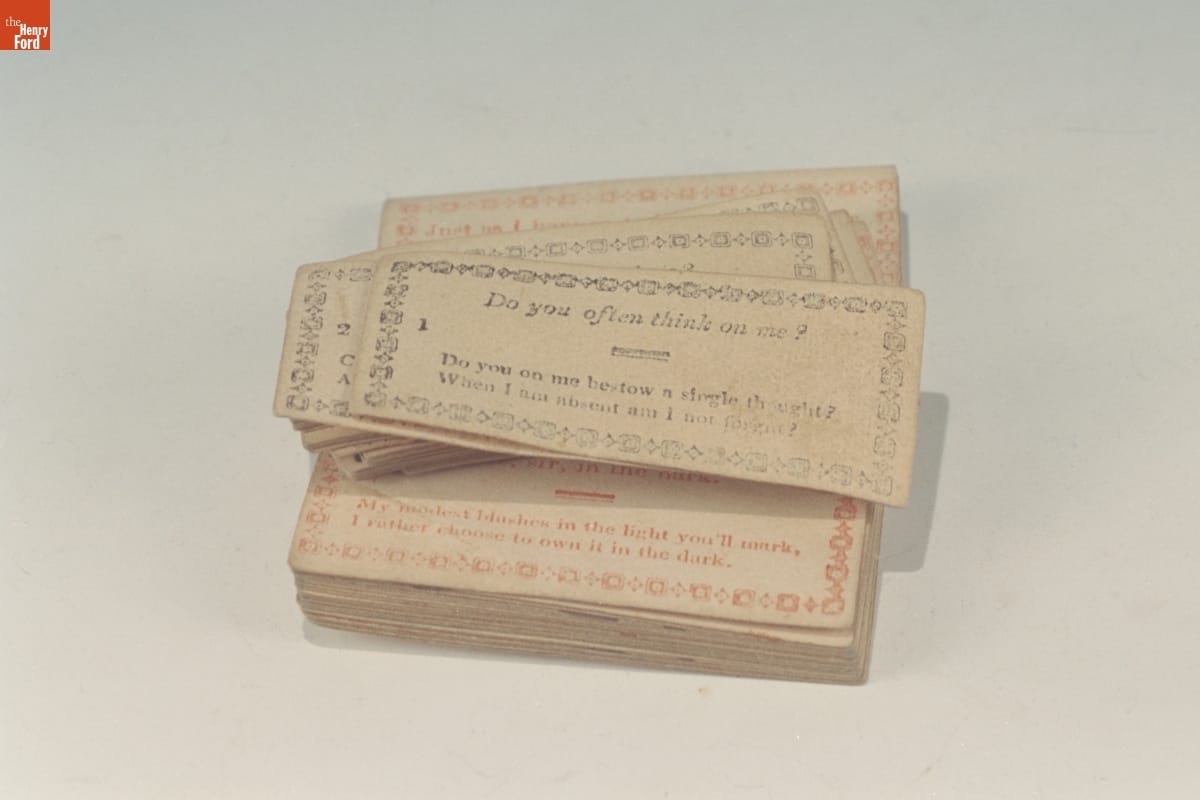 the
Henry
Ford
Just as I
?
Do you often think on me?
1
Do you on me bestow a single thought?
When I am absent am I not forgot?
2
C
A
, sir, in the dark.
My modest blushes in the light you'll mark,
I rather choose to own it in the dark.